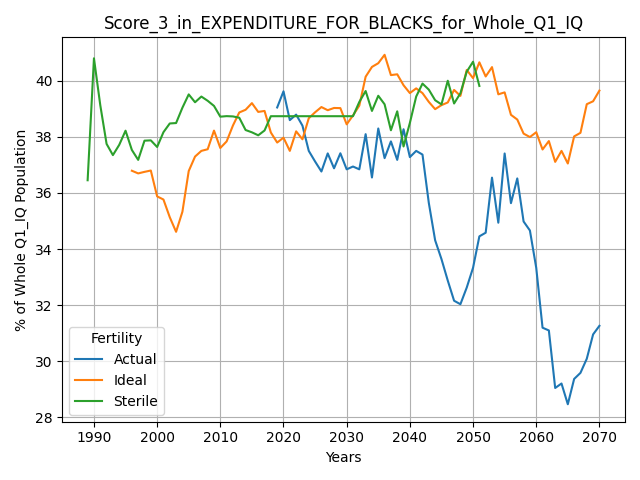 Score_3_in_EXPENDITURE_FOR_BLACKS_for_Whole_Q1_IQ
% of Whole Q1_IQ Population
40
38
36
34
32
30
28
Fertility
Actual
Ideal
Sterile
1990 2000 2010 2020 2030 2040 2050 2060 2070
Years